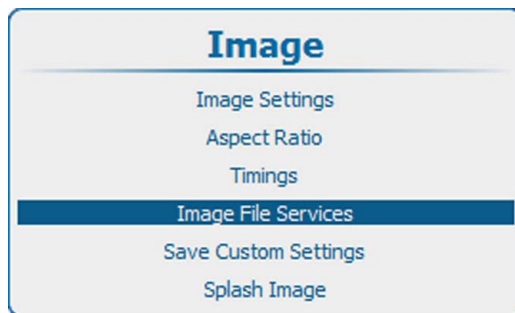 Image
Image Settings
Aspect Ratio
Timings
Image File Services
Save Custom Settings
Splash Image